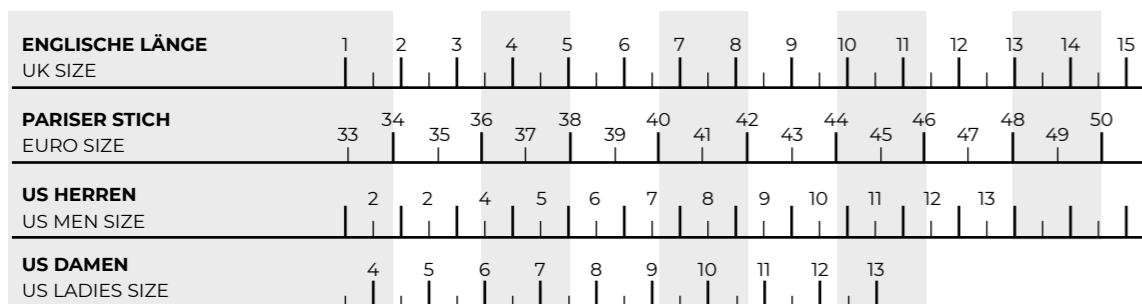 ENGLISCHE LÄNGE
UK SIZE
1 2 3 4 5 6 7 8 9 10 11 12 13 14 15
PARISER STICH
EURO SIZE
33 34 35 36 37 38 39 40 41 42 43 44 45 46 47 48 49 50
US HERREN
US MEN SIZE
2 2 4 5 6 7 8 9 10 11 12 13
US DAMEN
US LADIES SIZE
4 5 6 7 8 9 10 11 12 13